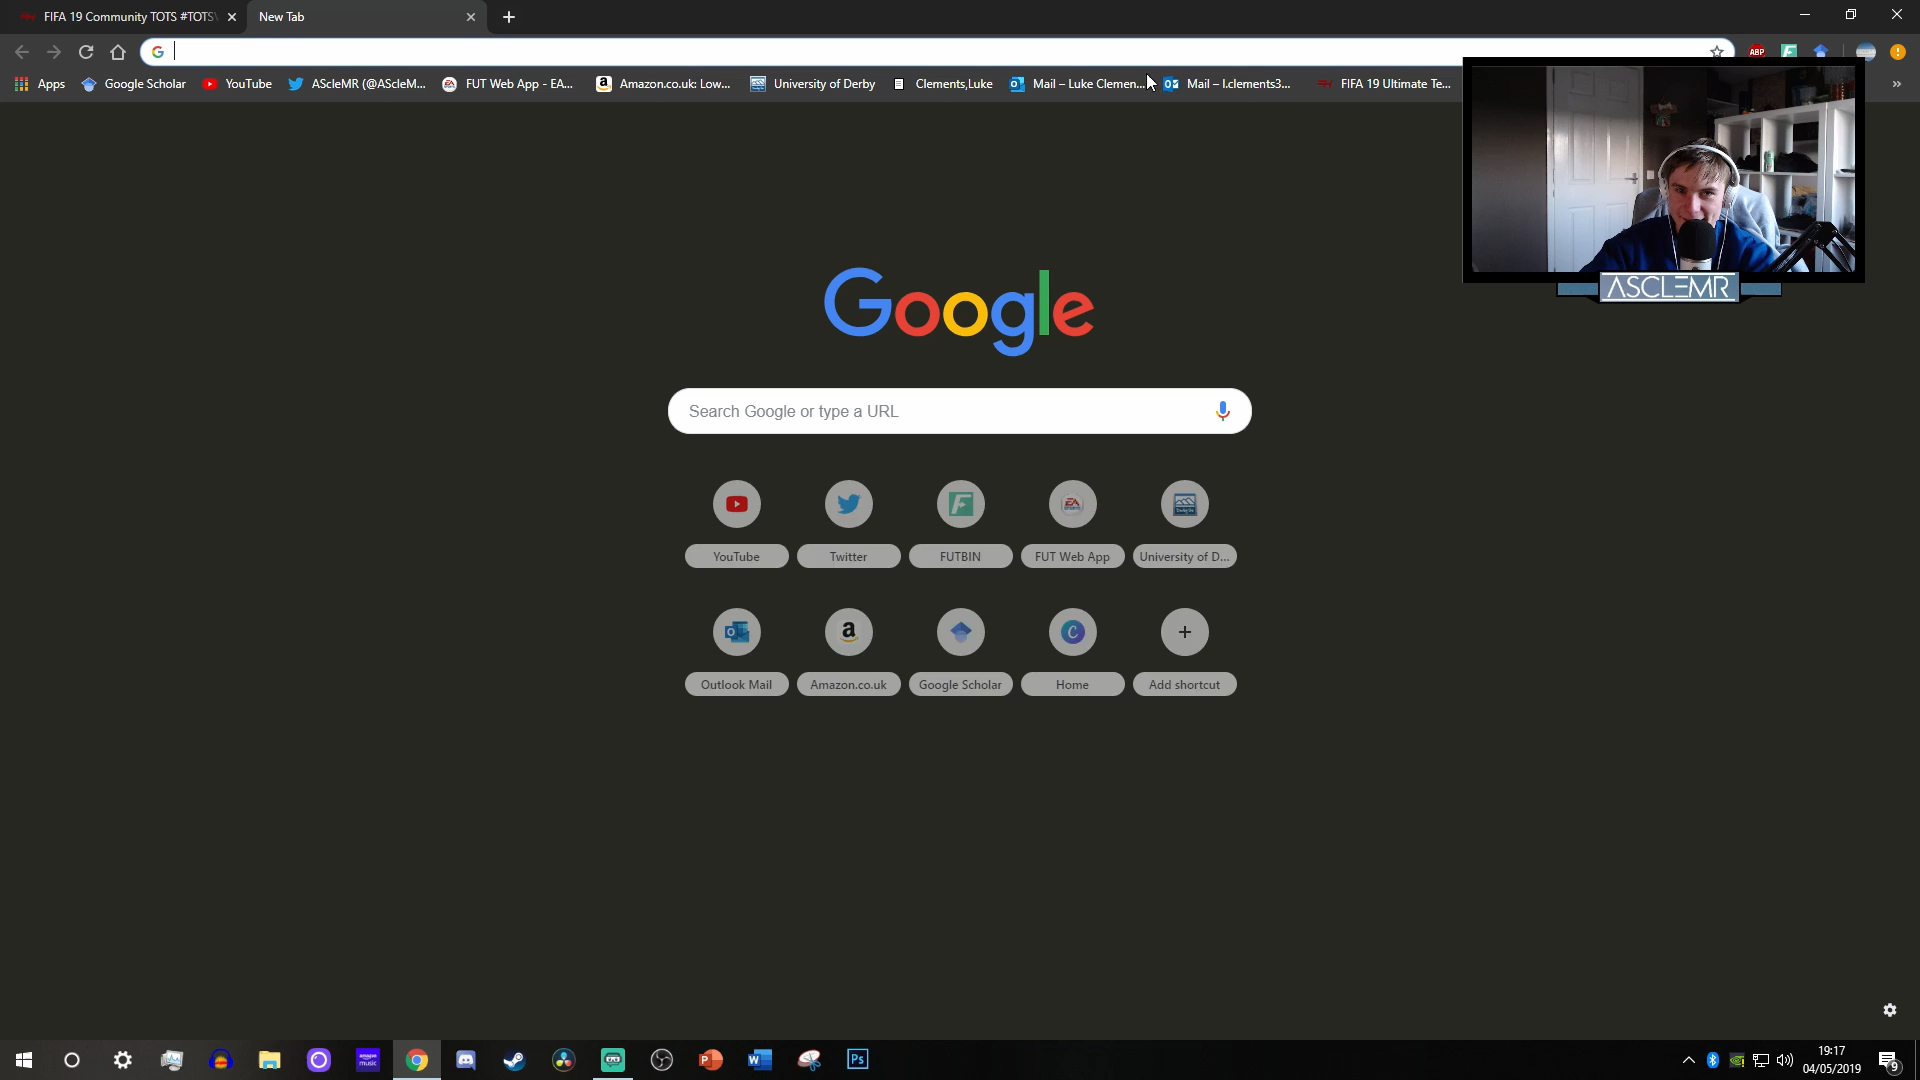 FIFA 19 Community TOTS #TOTS
New Tab
Apps
Google Scholar
YouTube
AScleMR (@AScleM...
FUT Web App - EA...
Amazon.co.uk: Low...
University of Derby
Clements,Luke
Mail – Luke Clemen...
Mail – l.clements3...
FIFA 19 Ultimate Te...
ABP
ASCLEMR
Google
Search Google or type a URL
YouTube
Twitter
FUTBIN
FUT Web App
University of D...
Outlook Mail
Amazon.co.uk
Google Scholar
Home
Add shortcut
19:17
04/05/2019
9